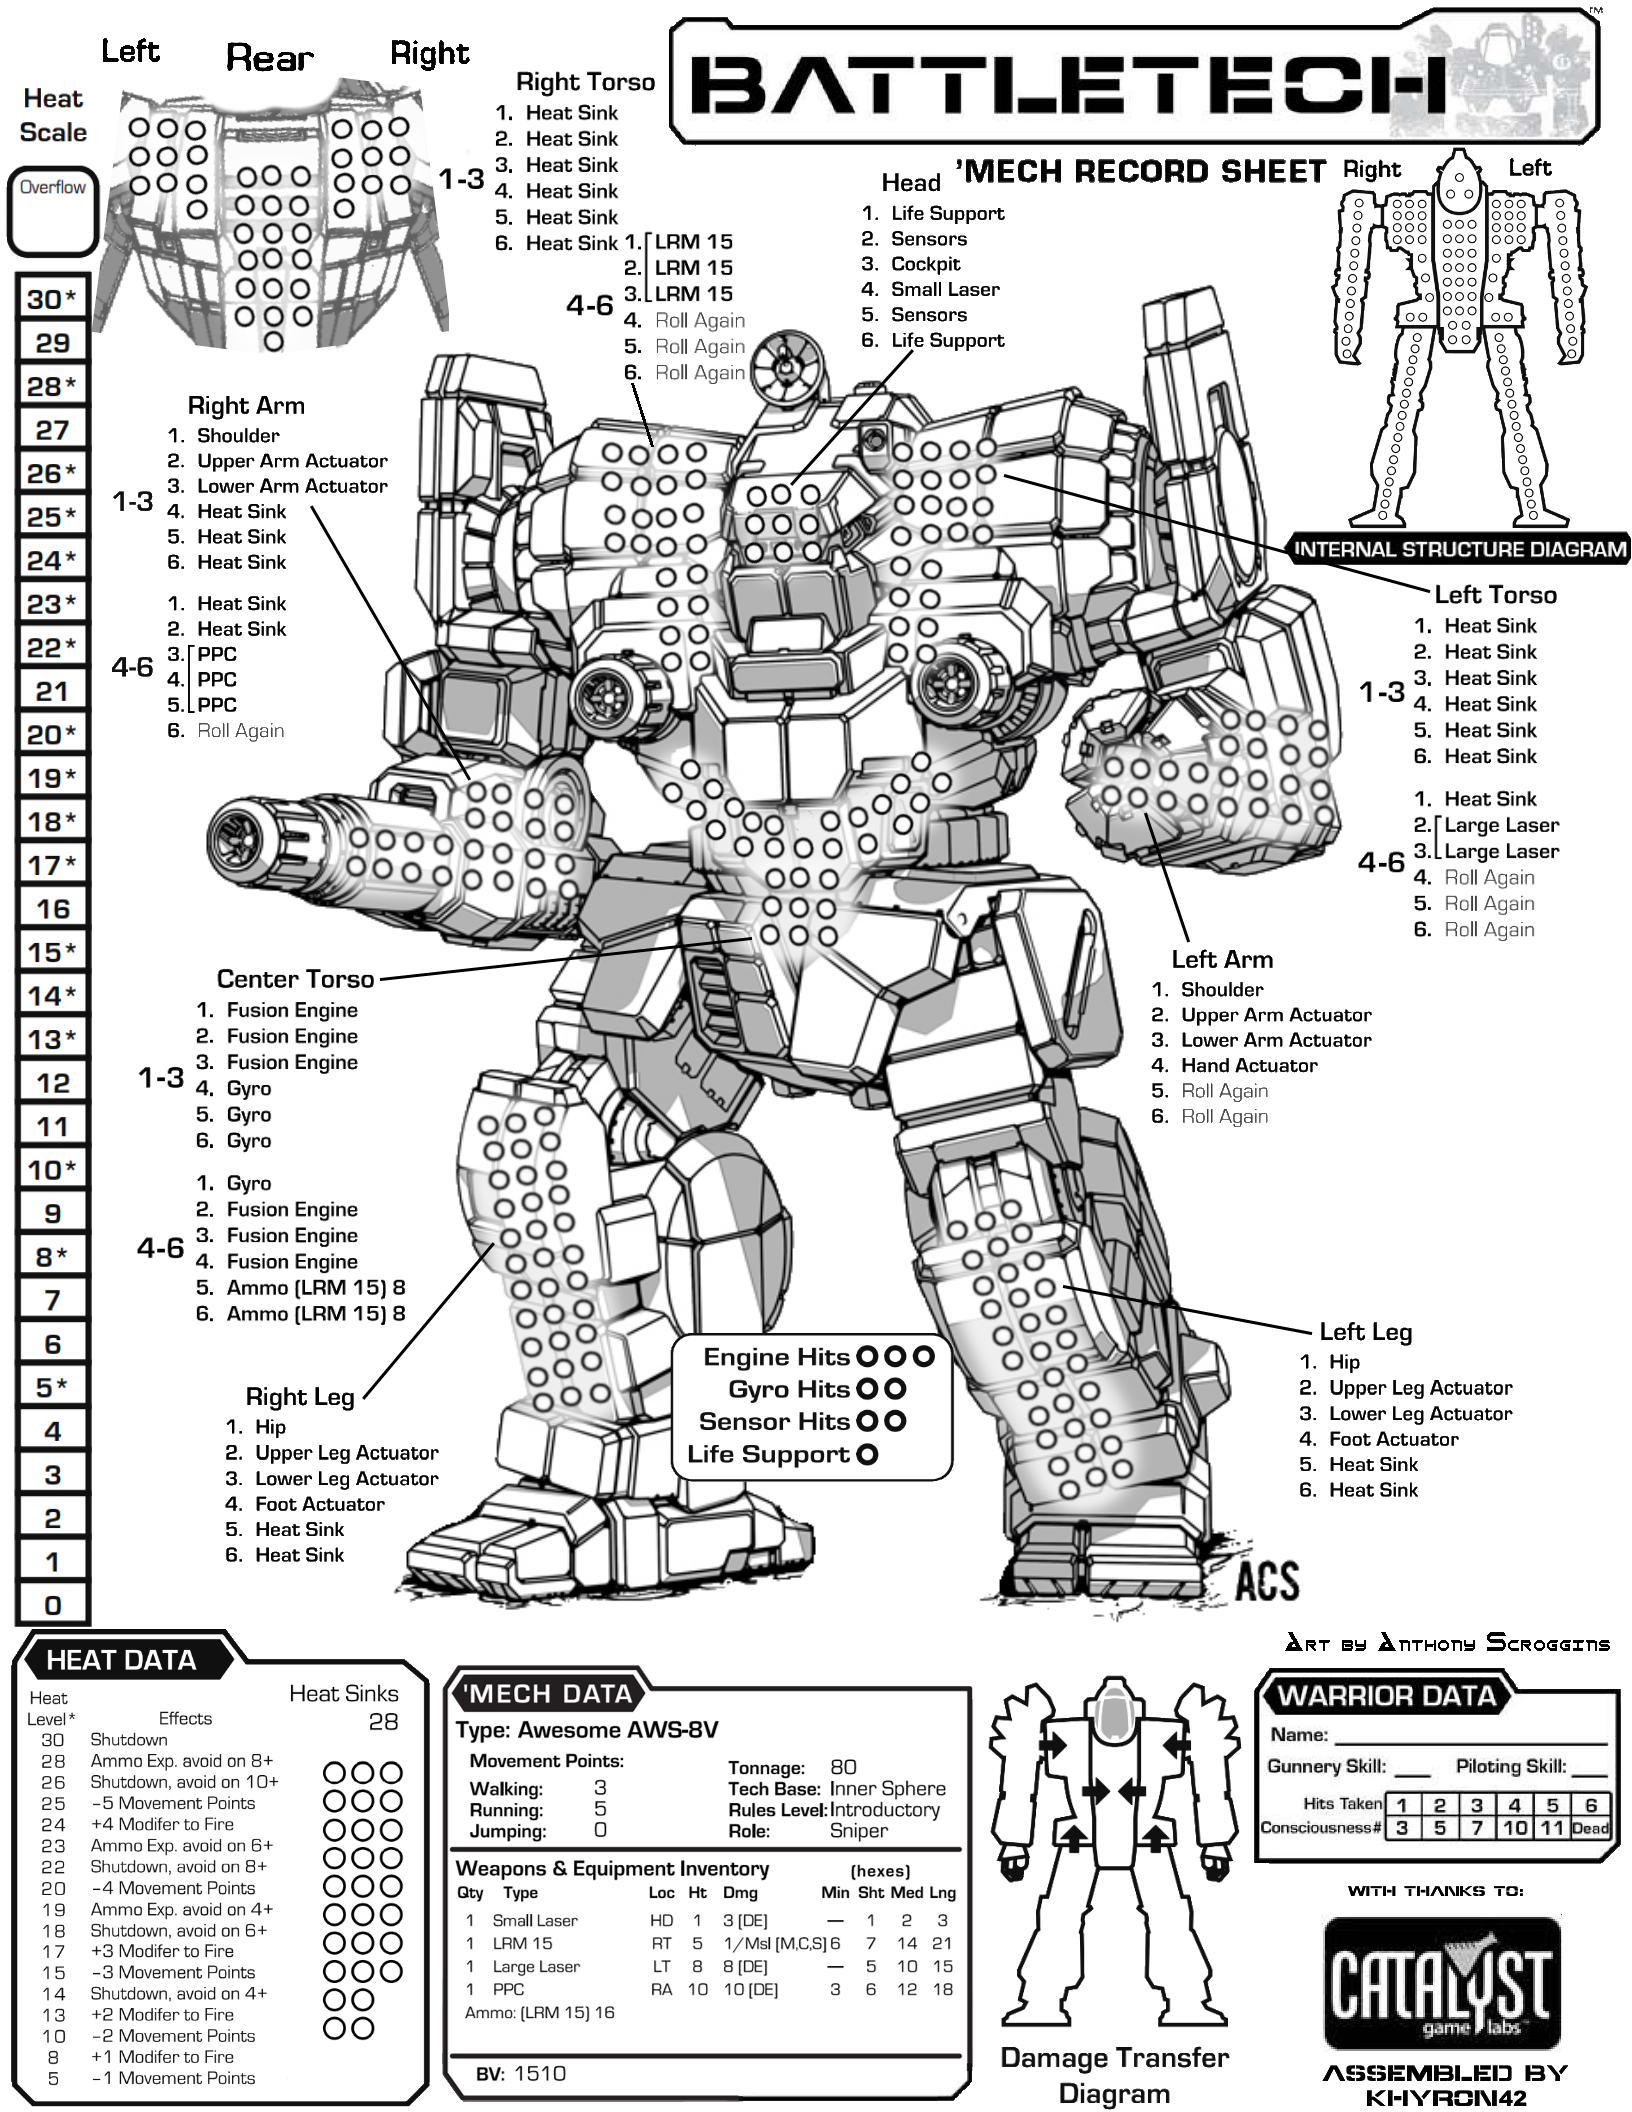 BATTLETECH
TM
'MECH RECORD SHEET
Left
Rear
Right
Heat
Scale
Overflow
30*
29
28*
27
26*
25*
24*
23*
22*
21
20*
19*
18*
17*
16
15*
14*
13*
12
11
10*
9
8*
7
6
5*
4
3
2
1
0
Right Torso
1-3
1. Heat Sink
2. Heat Sink
3. Heat Sink
4. Heat Sink
5. Heat Sink
6. Heat Sink
4-6
1. LRM 15
2. LRM 15
3. LRM 15
4. Roll Again
5. Roll Again
6. Roll Again
Head
1. Life Support
2. Sensors
3. Cockpit
4. Small Laser
5. Sensors
6. Life Support
Right
Left
INTERNAL STRUCTURE DIAGRAM
Right Arm
1-3
1. Shoulder
2. Upper Arm Actuator
3. Lower Arm Actuator
4. Heat Sink
5. Heat Sink
6. Heat Sink
4-6
1. Heat Sink
2. Heat Sink
3. PPC
4. PPC
5. PPC
6. Roll Again
Left Torso
1-3
1. Heat Sink
2. Heat Sink
3. Heat Sink
4. Heat Sink
5. Heat Sink
6. Heat Sink
4-6
1. Heat Sink
2. Large Laser
3. Large Laser
4. Roll Again
5. Roll Again
6. Roll Again
Left Arm
1. Shoulder
2. Upper Arm Actuator
3. Lower Arm Actuator
4. Hand Actuator
5. Roll Again
6. Roll Again
Center Torso
1-3
1. Fusion Engine
2. Fusion Engine
3. Fusion Engine
4. Gyro
5. Gyro
6. Gyro
4-6
1. Gyro
2. Fusion Engine
3. Fusion Engine
4. Fusion Engine
5. Ammo (LRM 15) 8
6. Ammo (LRM 15) 8
Right Leg
1. Hip
2. Upper Leg Actuator
3. Lower Leg Actuator
4. Foot Actuator
5. Heat Sink
6. Heat Sink
Engine Hits
Gyro Hits
Sensor Hits
Life Support
Left Leg
1. Hip
2. Upper Leg Actuator
3. Lower Leg Actuator
4. Foot Actuator
5. Heat Sink
6. Heat Sink
ACS
Art by Anthony Scroggins
HEAT DATA
Heat
Level* Effects
Heat Sinks
28
30 Shutdown
28 Ammo Exp. avoid on 8+
26 Shutdown, avoid on 10+
25 -5 Movement Points
24 +4 Modifer to Fire
23 Ammo Exp. avoid on 6+
22 Shutdown, avoid on 8+
20 -4 Movement Points
19 Ammo Exp. avoid on 4+
18 Shutdown, avoid on 6+
17 +3 Modifer to Fire
15 -3 Movement Points
14 Shutdown, avoid on 4+
13 +2 Modifer to Fire
10 -2 Movement Points
8 +1 Modifer to Fire
5 -1 Movement Points
'MECH DATA
Type: Awesome AWS-8V
Movement Points:
Walking: 3
Running: 5
Jumping: 0
Tonnage: 80
Tech Base: Inner Sphere
Rules Level: Introductory
Role: Sniper
Weapons & Equipment Inventory (hexes)
Qty Type Loc Ht Dmg Min Sht Med Lng
1 Small Laser HD 1 3 [DE] — 1 2 3
1 LRM 15 RT 5 1/Msl [M,C,S] 6 7 14 21
1 Large Laser LT 8 8 [DE] — 5 10 15
1 PPC RA 10 10 [DE] 3 6 12 18
Ammo: (LRM 15) 16
BV: 1510
Damage Transfer
Diagram
WARRIOR DATA
Name:
Gunnery Skill: Piloting Skill:
Hits Taken 1 2 3 4 5 6
Consciousness# 3 5 7 10 11 Dead
WITH THANKS TO:
CATALYST
game labs
ASSEMBLED BY
KHYRON42